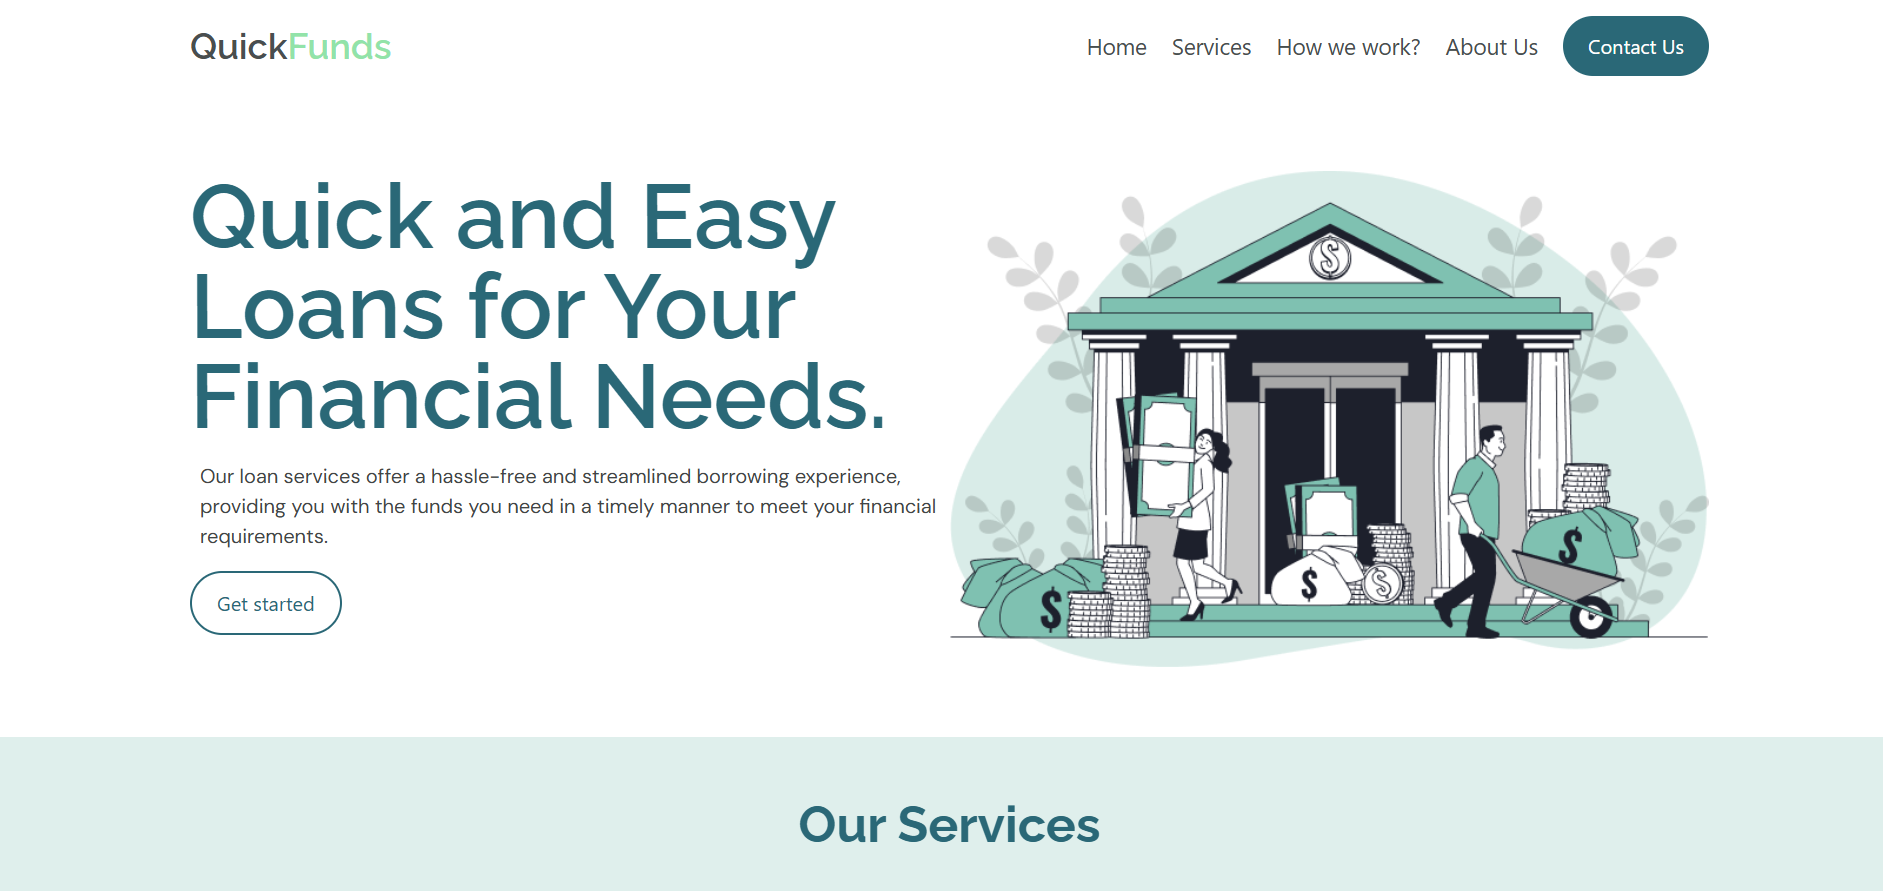 QuickFunds
Home Services How we work? About Us Contact Us
Quick and Easy
Loans for Your
Financial Needs.
Our loan services offer a hassle-free and streamlined borrowing experience,
providing you with the funds you need in a timely manner to meet your financial
requirements.
Get started
$
$
$
$
$
Our Services